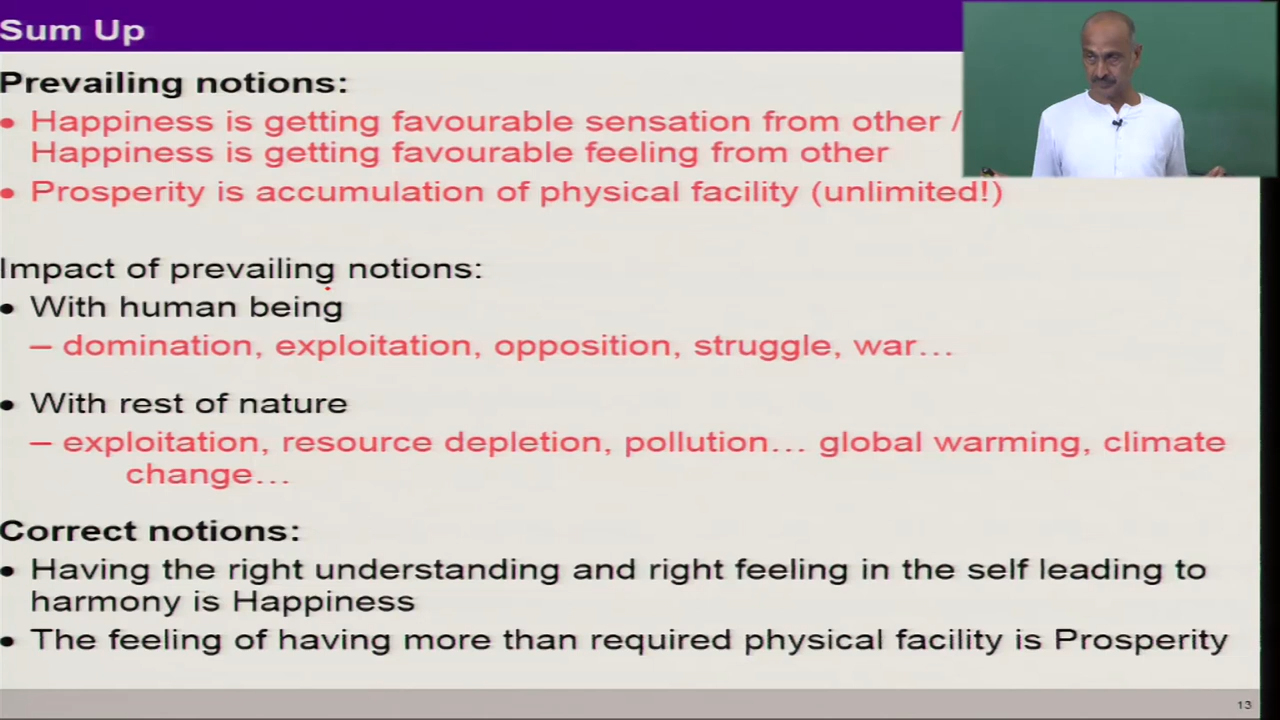 Sum Up
Prevailing notions:
• Happiness is getting favourable sensation from other /
Happiness is getting favourable feeling from other
• Prosperity is accumulation of physical facility (unlimited!)
Impact of prevailing notions:
• With human being
– domination, exploitation, opposition, struggle, war…
• With rest of nature
– exploitation, resource depletion, pollution… global warming, climate
change…
Correct notions:
• Having the right understanding and right feeling in the self leading to
harmony is Happiness
• The feeling of having more than required physical facility is Prosperity
13